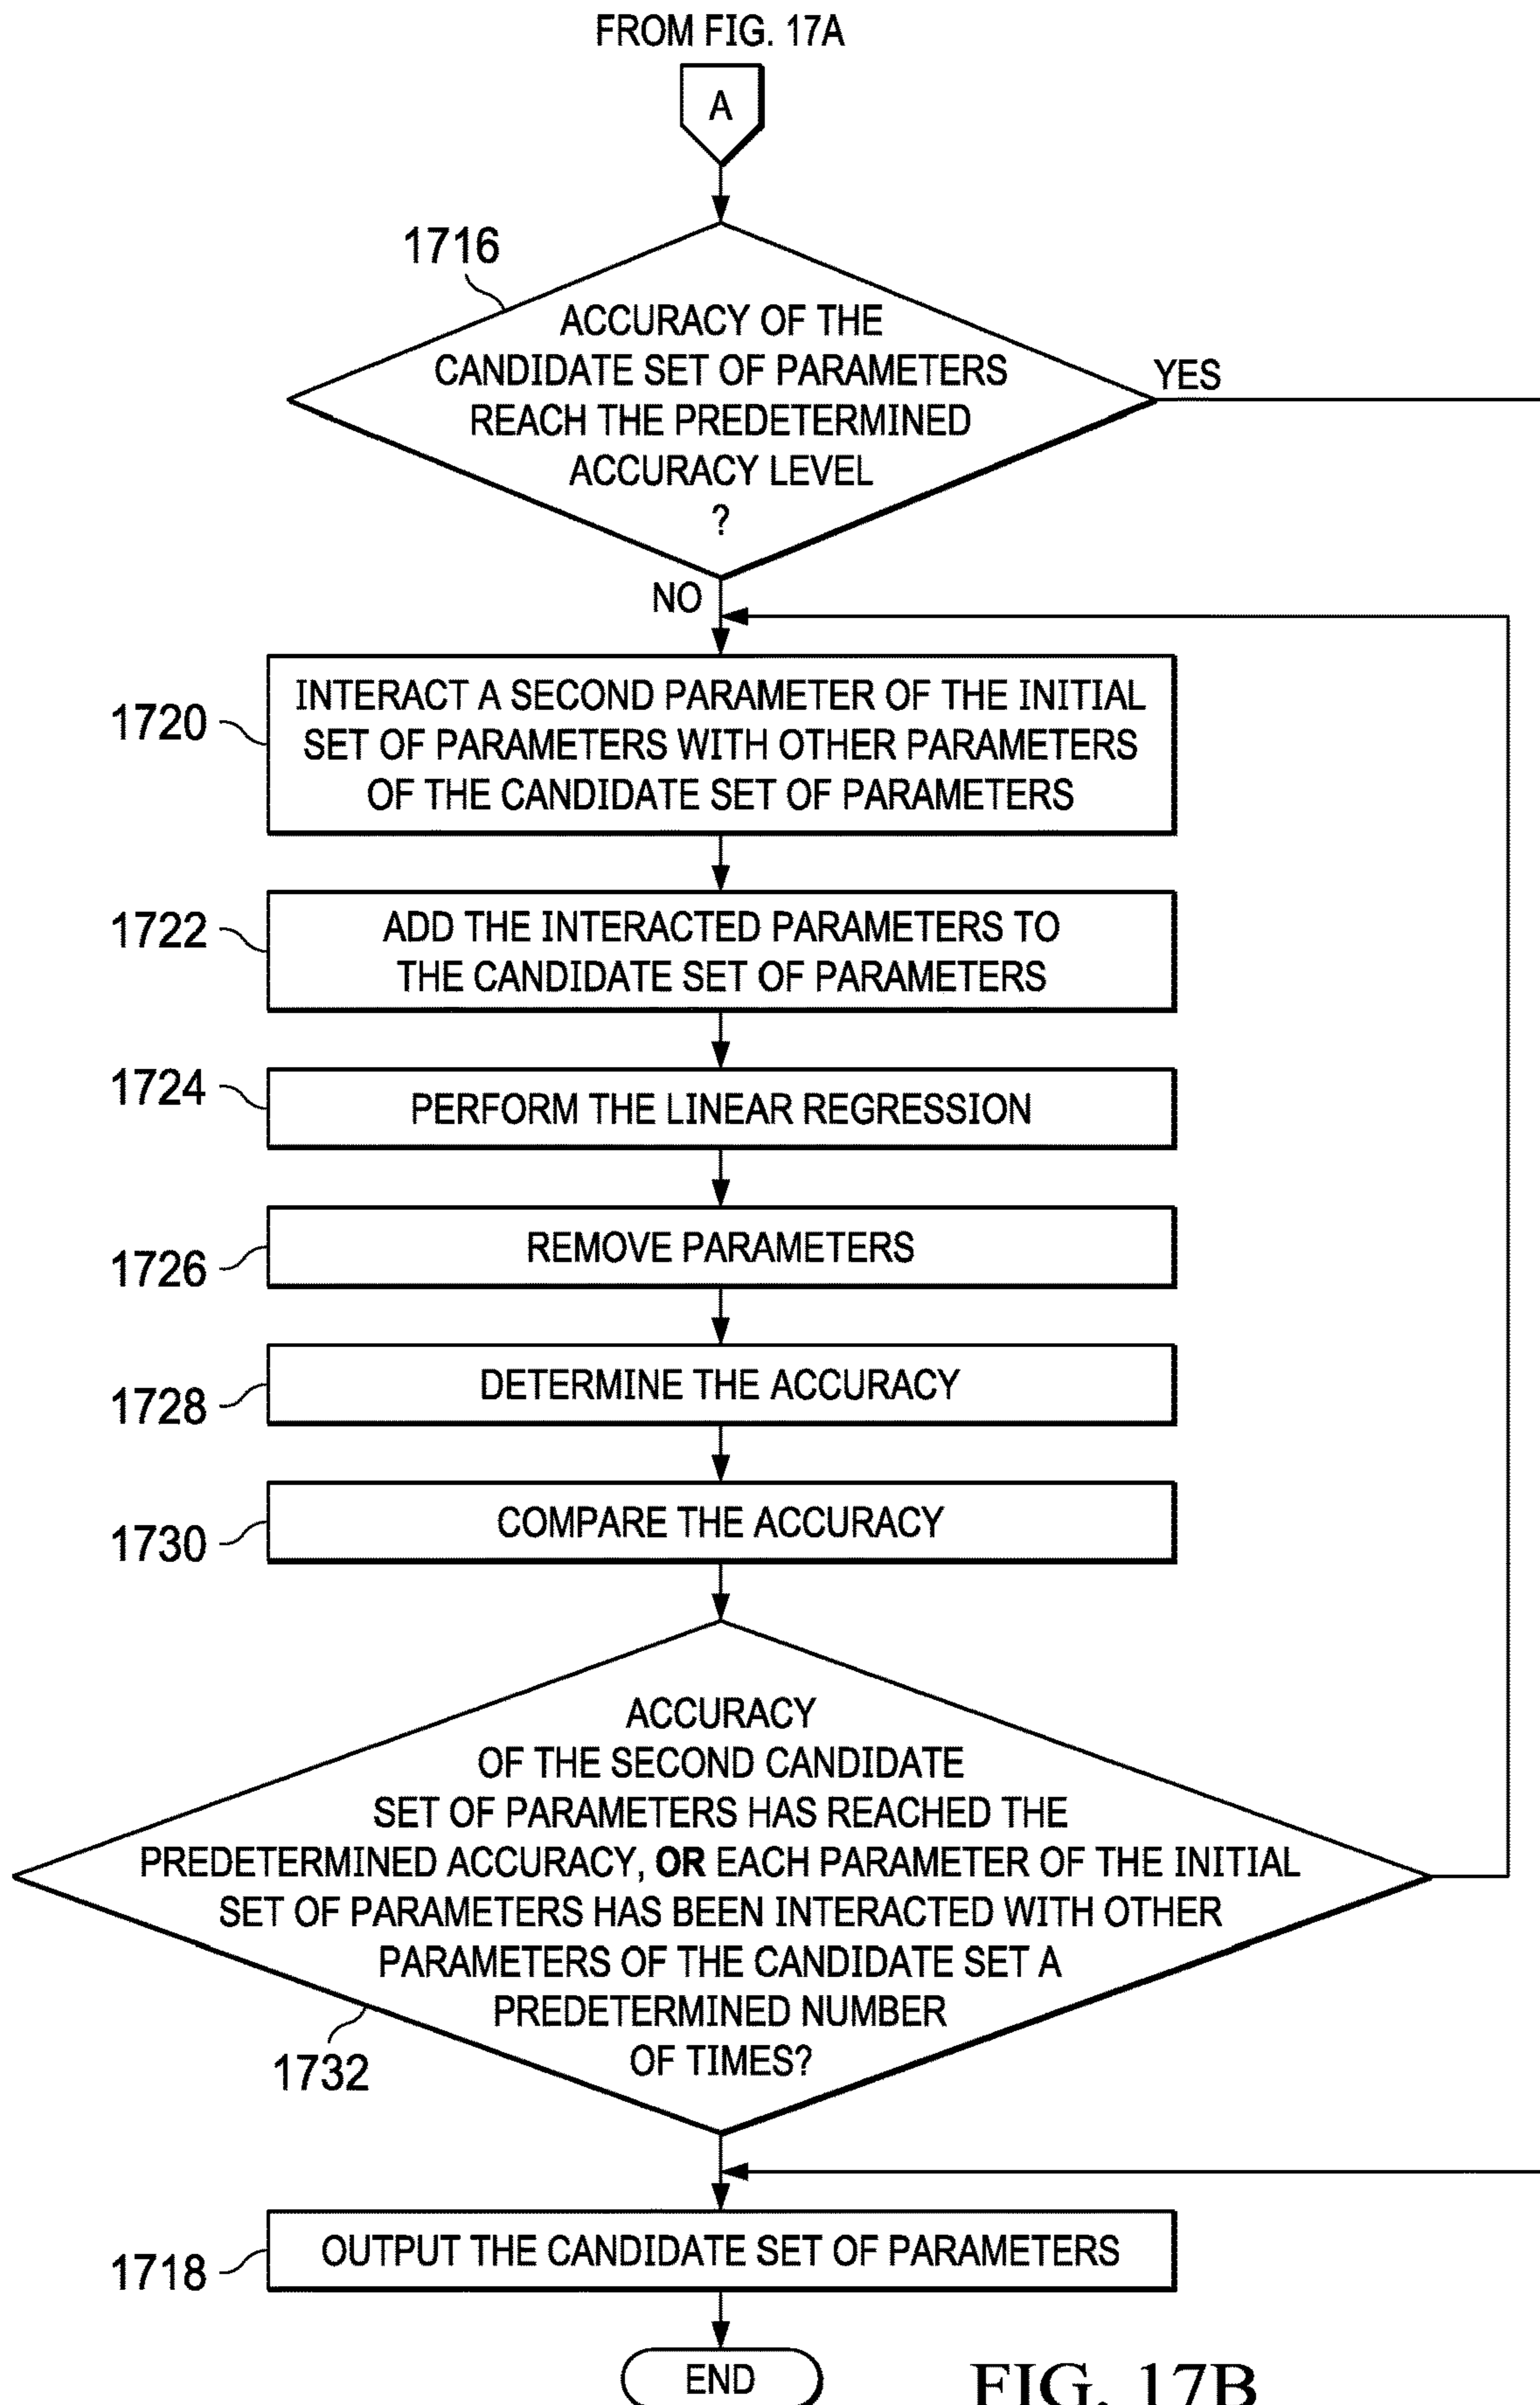 FROM FIG. 17A
A
1716
ACCURACY OF THE
CANDIDATE SET OF PARAMETERS
REACH THE PREDETERMINED
ACCURACY LEVEL
?
YES
NO
1720
INTERACT A SECOND PARAMETER OF THE INITIAL
SET OF PARAMETERS WITH OTHER PARAMETERS
OF THE CANDIDATE SET OF PARAMETERS
1722
ADD THE INTERACTED PARAMETERS TO
THE CANDIDATE SET OF PARAMETERS
1724
PERFORM THE LINEAR REGRESSION
1726
REMOVE PARAMETERS
1728
DETERMINE THE ACCURACY
1730
COMPARE THE ACCURACY
ACCURACY
OF THE SECOND CANDIDATE
SET OF PARAMETERS HAS REACHED THE
PREDETERMINED ACCURACY, OR EACH PARAMETER OF THE INITIAL
SET OF PARAMETERS HAS BEEN INTERACTED WITH OTHER
PARAMETERS OF THE CANDIDATE SET A
PREDETERMINED NUMBER
OF TIMES?
1732
1718
OUTPUT THE CANDIDATE SET OF PARAMETERS
END
FIG. 17B